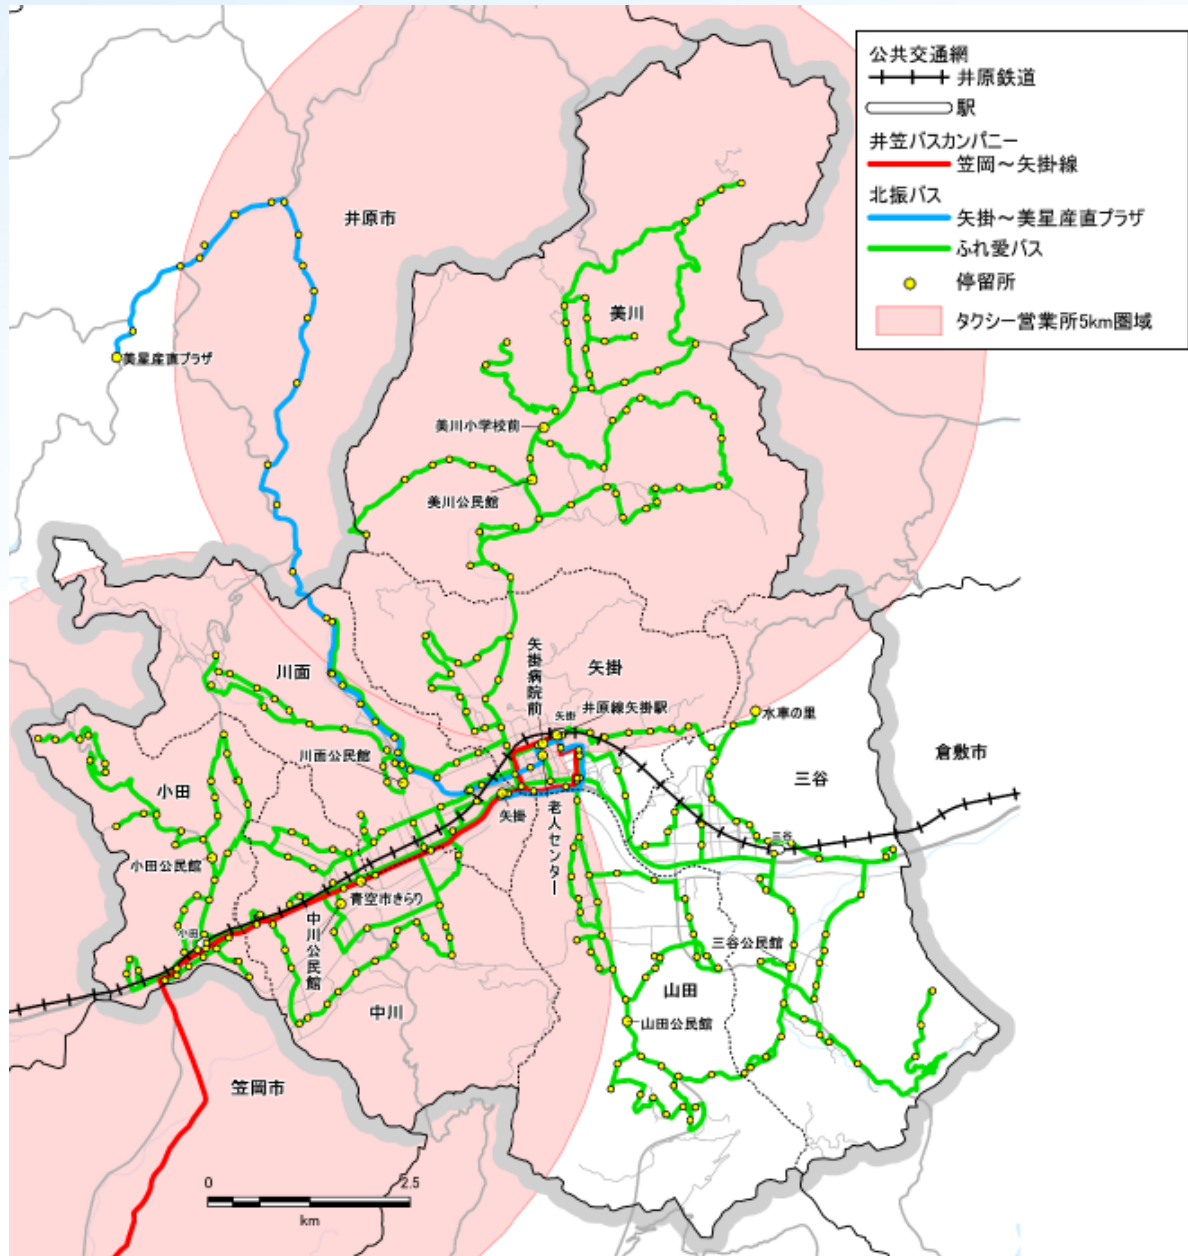 公共交通網
井原鉄道
駅
井笠バスカンパニー
笠岡～矢掛線
北振バス
矢掛～美星産直プラザ
ふれ愛バス
停留所
タクシー営業所5km圏域
井原市
美川
美星産直プラザ
美川小学校前
美川公民館
川面
矢掛病院前
矢掛
矢掛
井原線矢掛駅
水車の里
川面公民館
倉敷市
三谷
小田
矢掛
老人センター
三谷
小田公民館
青空市きらり
中川公民館
小田
三谷公民館
山田
中川
山田公民館
笠岡市
0 2.5
km